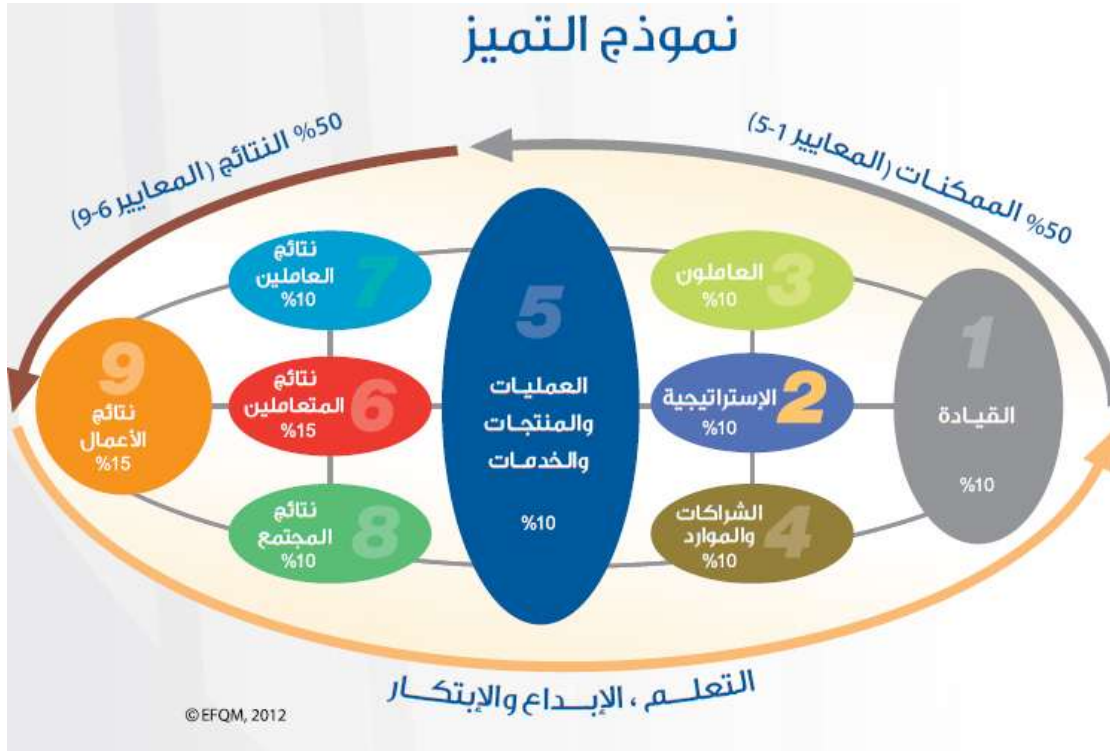 نموذج التميز
%50 الممكنات (المعايير 1-5)
%50 النتائج (المعايير 6-9)
1
القيادة
%10
3
العاملون
%10
2
الإستراتيجية
%10
4
الشراكات
والموارد
%10
5
العمليات
والمنتجات
والخدمات
%10
7
نتائج
العاملين
%10
6
نتائج
المتعاملين
%15
8
نتائج
المجتمع
%10
9
نتائج
الأعمال
%15
التعلم ، الإبداع والإبتكار
©EFQM, 2012